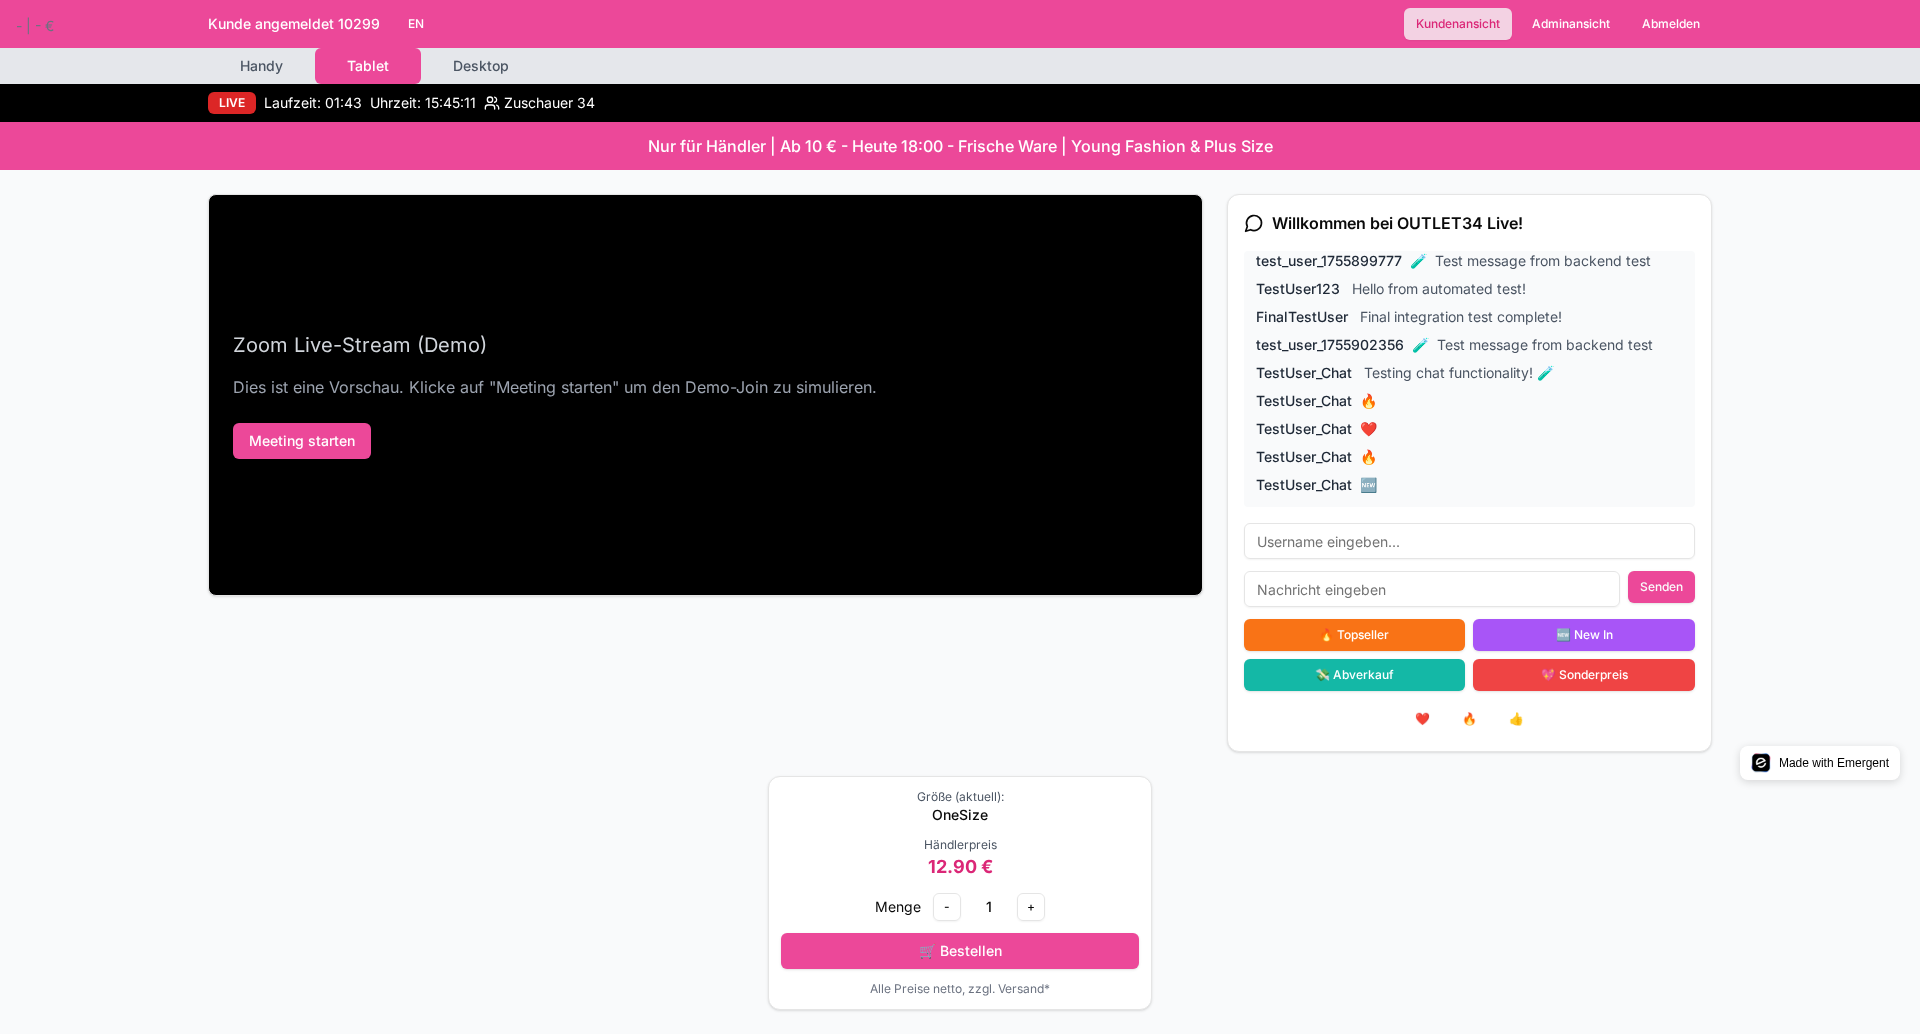 - | - €
Kunde angemeldet 10299 EN Kundenansicht Adminansicht Abmelden
Handy Tablet Desktop
LIVE Laufzeit: 01:43 Uhrzeit: 15:45:11 Zuschauer 34
Nur für Händler | Ab 10 € - Heute 18:00 - Frische Ware | Young Fashion & Plus Size
Zoom Live-Stream (Demo)
Dies ist eine Vorschau. Klicke auf "Meeting starten" um den Demo-Join zu simulieren.
Meeting starten
Willkommen bei OUTLET34 Live!
test_user_1755899777 🧪 Test message from backend test
TestUser123 Hello from automated test!
FinalTestUser Final integration test complete!
test_user_1755902356 🧪 Test message from backend test
TestUser_Chat Testing chat functionality! 🧪
TestUser_Chat 🔥
TestUser_Chat ❤️
TestUser_Chat 🔥
TestUser_Chat 🆕
Username eingeben...
Nachricht eingeben Senden
🔥 Topseller 🆕 New In
💸 Abverkauf 💖 Sonderpreis
❤️ 🔥 👍
Made with Emergent
Größe (aktuell):
OneSize
Händlerpreis
12.90 €
Menge - 1 +
🛒 Bestellen
Alle Preise netto, zzgl. Versand*